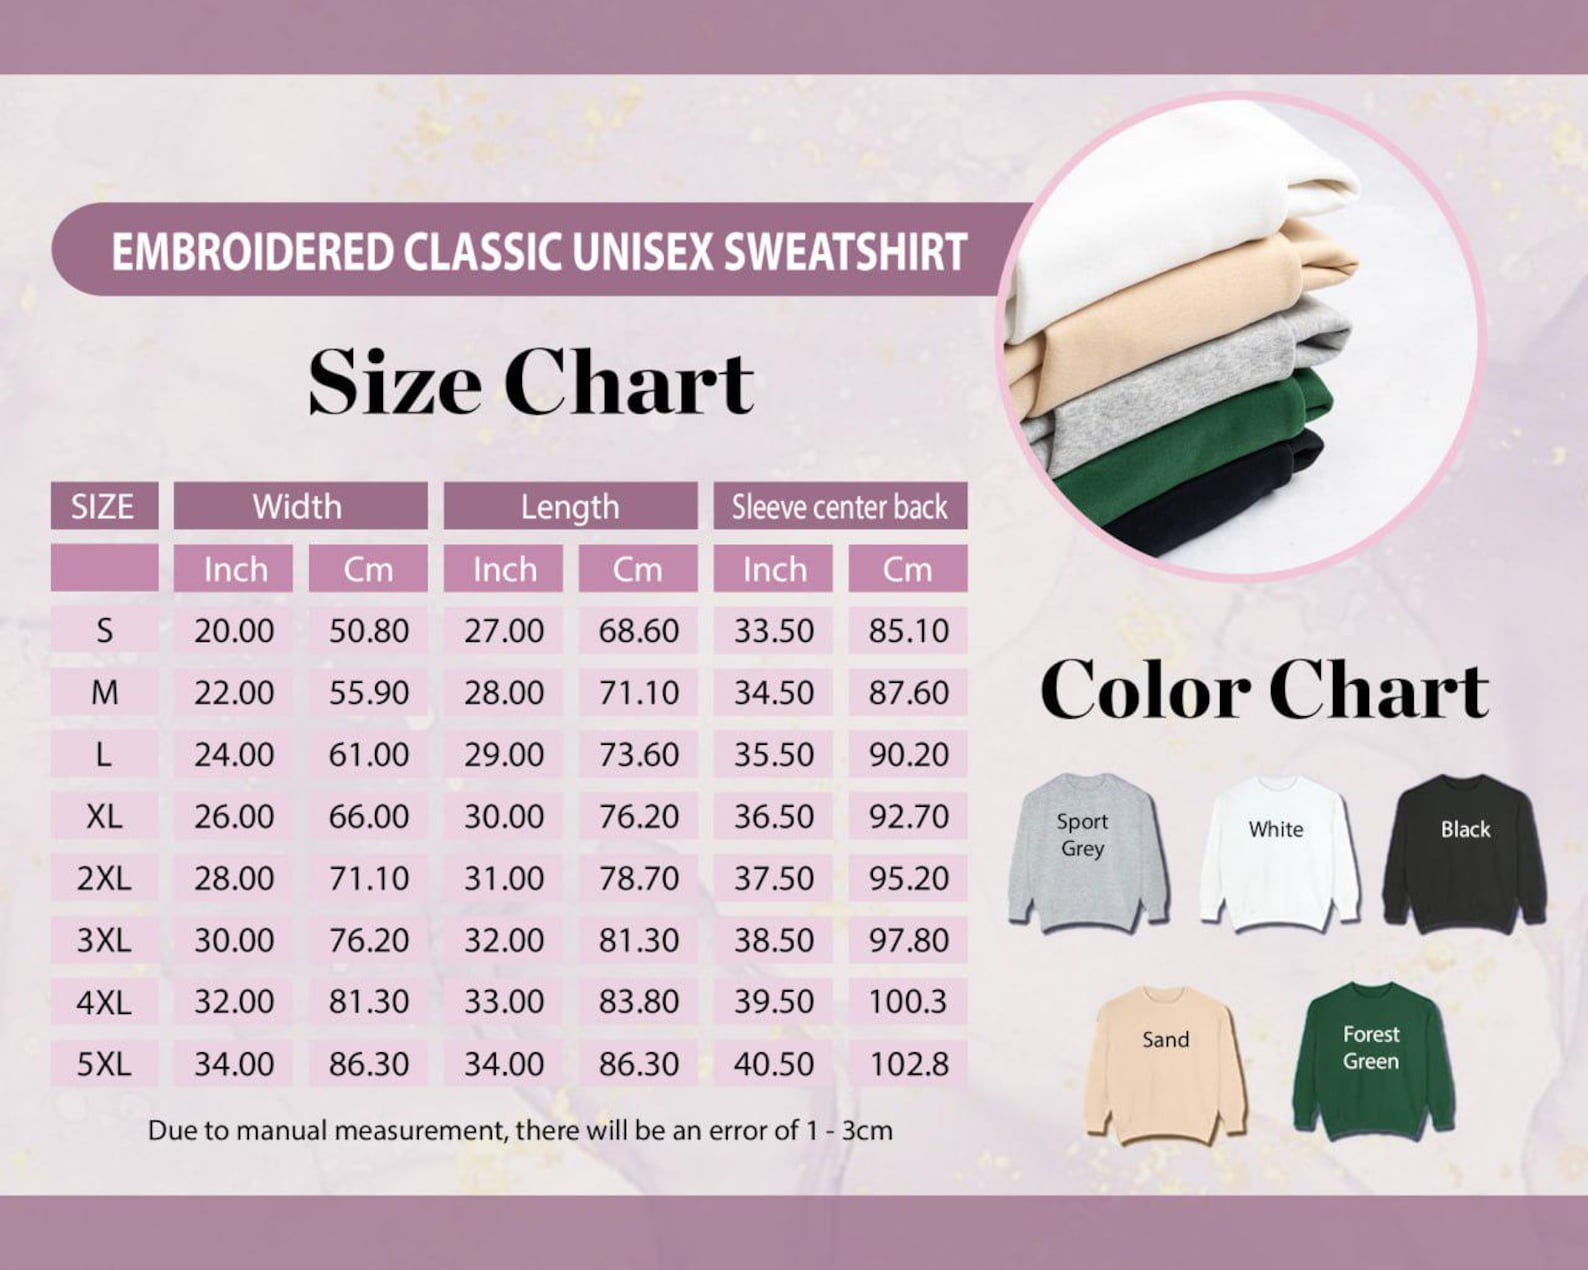 EMBROIDERED CLASSIC UNISEX SWEATSHIRT
Size Chart
SIZE Width Length Sleeve center back
Inch Cm Inch Cm Inch Cm
S 20.00 50.80 27.00 68.60 33.50 85.10
M 22.00 55.90 28.00 71.10 34.50 87.60
L 24.00 61.00 29.00 73.60 35.50 90.20
XL 26.00 66.00 30.00 76.20 36.50 92.70
2XL 28.00 71.10 31.00 78.70 37.50 95.20
3XL 30.00 76.20 32.00 81.30 38.50 97.80
4XL 32.00 81.30 33.00 83.80 39.50 100.3
5XL 34.00 86.30 34.00 86.30 40.50 102.8
Due to manual measurement, there will be an error of 1 - 3cm
Color Chart
Sport
Grey
White
Black
Sand
Forest
Green